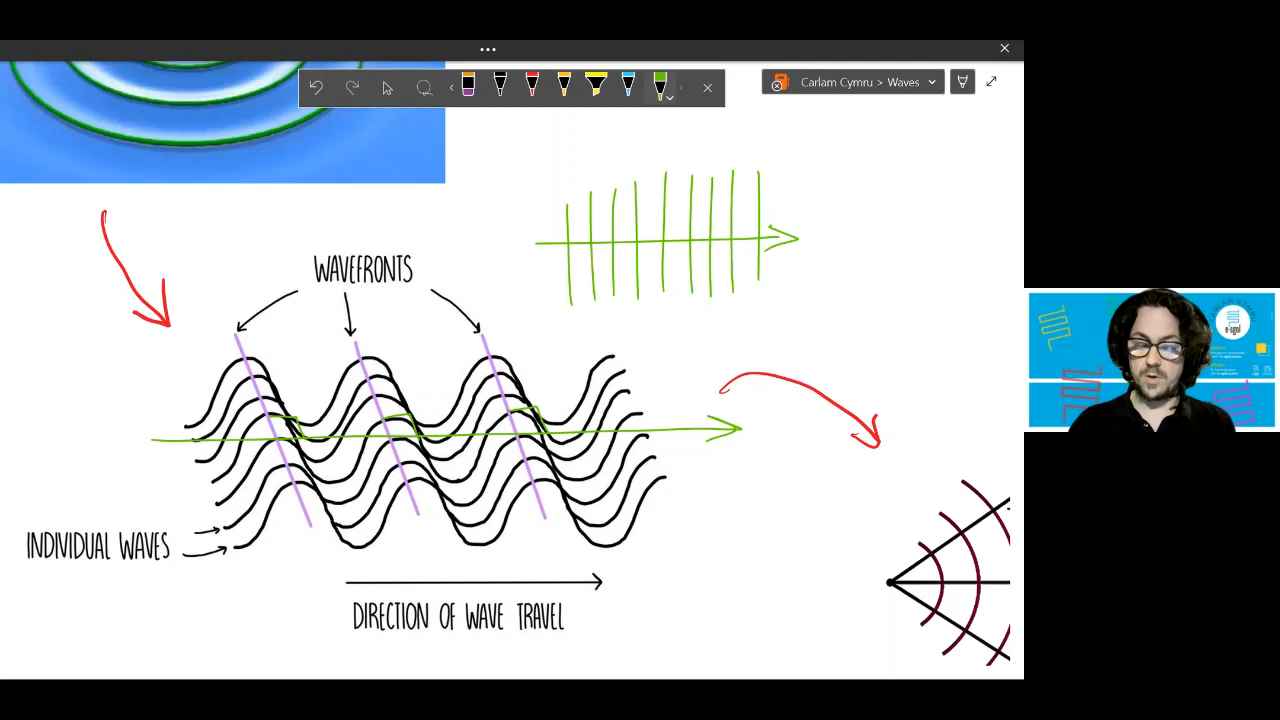 Carlam Cymru > Waves
WAVEFRONTS
INDIVIDUAL WAVES
DIRECTION OF WAVE TRAVEL
e-sgol